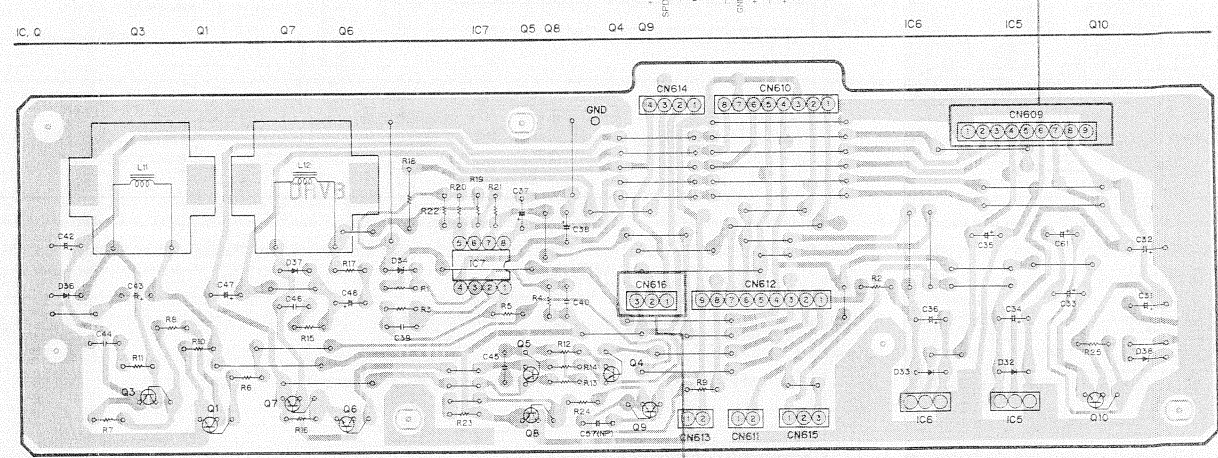 SPD
GND
IC, Q Q3 Q1 Q7 Q6 IC7 Q5 Q8 Q4 Q9 IC6 IC5 Q10
CN614 CN610
4 3 2 1 8 7 6 5 4 3 2 1
GND
CN609
1 2 3 4 5 6 7 8 9
L11 L12
R18
R19
R20 R21 C37
R22
C38
C42 C35 C61 C32
5 6 7 8
IC7
D37 R17 D34
CN616 CN612
R2
4 3 2 1
3 2 1 9 8 7 6 5 4 3 2 1
D36 C43 C47 R1
C46 C48 R4 C40 C33 C31
R3 R5
C36 C34
R8 R15 C39
C44 R10 Q5 R12 R25 D38
R11 C45 R14 Q4
R6 R13 D33 D32
Q3 R9
Q7
Q1 Q6 R24
R7 R16 R23 Q8 C57(NP) Q9
1 2 1 2 1 2 3
CN613 CN611 CN615
IC6 IC5 Q10